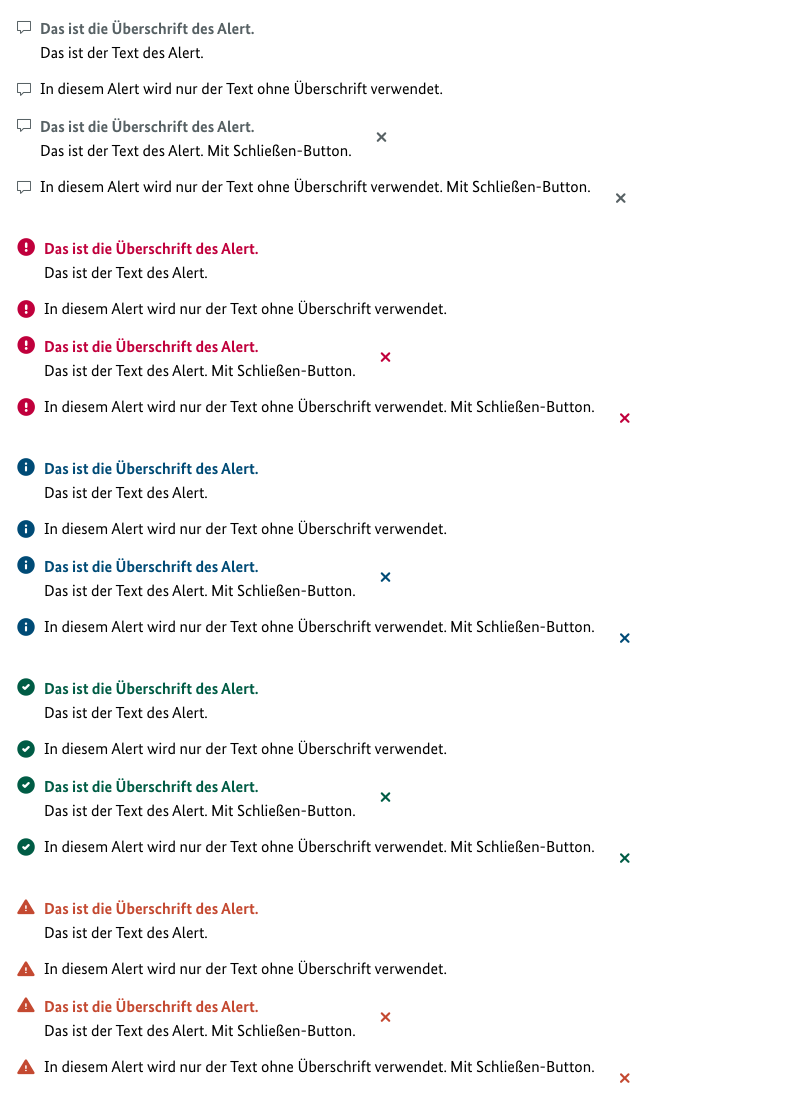 Das ist die Überschrift des Alert.
Das ist der Text des Alert.
In diesem Alert wird nur der Text ohne Überschrift verwendet.
Das ist die Überschrift des Alert.
Das ist der Text des Alert. Mit Schließen-Button.
In diesem Alert wird nur der Text ohne Überschrift verwendet. Mit Schließen-Button.
Das ist die Überschrift des Alert.
Das ist der Text des Alert.
In diesem Alert wird nur der Text ohne Überschrift verwendet.
Das ist die Überschrift des Alert.
Das ist der Text des Alert. Mit Schließen-Button.
In diesem Alert wird nur der Text ohne Überschrift verwendet. Mit Schließen-Button.
Das ist die Überschrift des Alert.
Das ist der Text des Alert.
In diesem Alert wird nur der Text ohne Überschrift verwendet.
Das ist die Überschrift des Alert.
Das ist der Text des Alert. Mit Schließen-Button.
In diesem Alert wird nur der Text ohne Überschrift verwendet. Mit Schließen-Button.
Das ist die Überschrift des Alert.
Das ist der Text des Alert.
In diesem Alert wird nur der Text ohne Überschrift verwendet.
Das ist die Überschrift des Alert.
Das ist der Text des Alert. Mit Schließen-Button.
In diesem Alert wird nur der Text ohne Überschrift verwendet. Mit Schließen-Button.
Das ist die Überschrift des Alert.
Das ist der Text des Alert.
In diesem Alert wird nur der Text ohne Überschrift verwendet.
Das ist die Überschrift des Alert.
Das ist der Text des Alert. Mit Schließen-Button.
In diesem Alert wird nur der Text ohne Überschrift verwendet. Mit Schließen-Button.